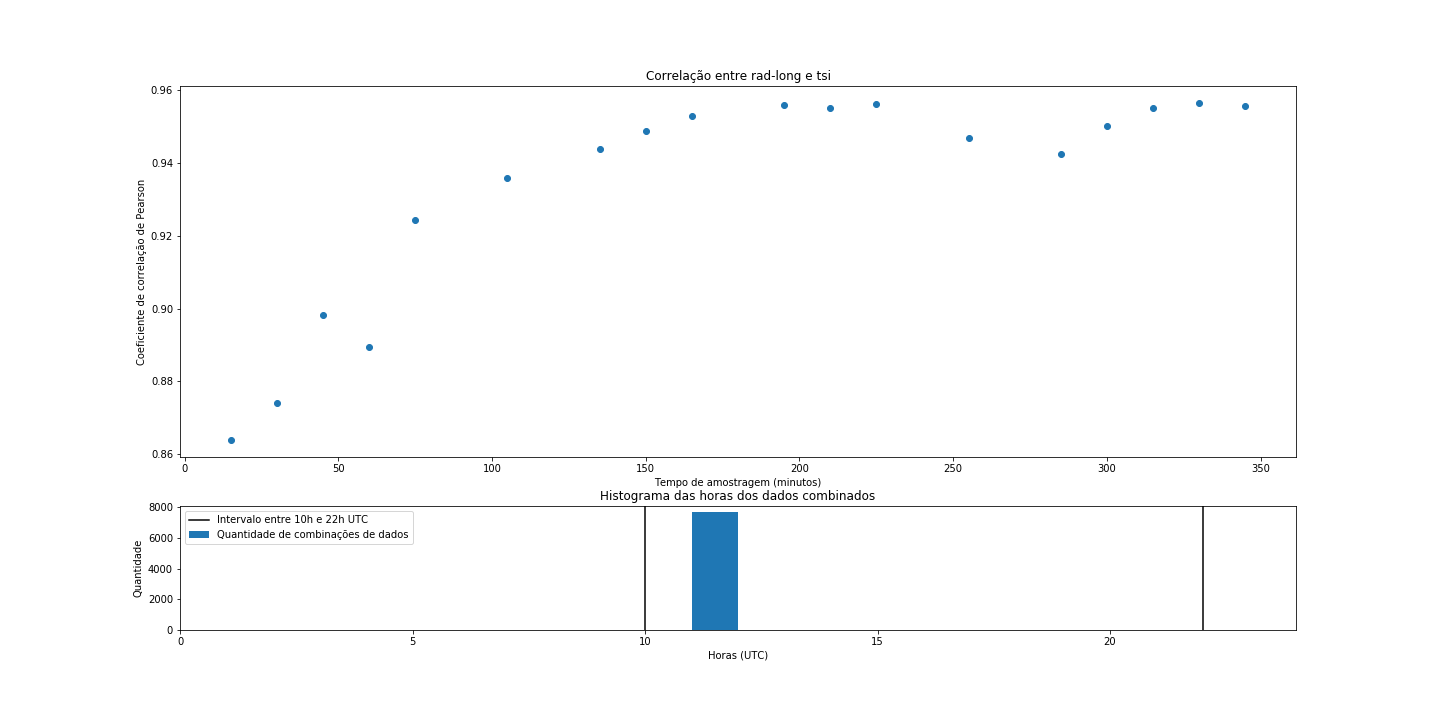 Correlação entre rad-long e tsi
0.96
0.94
0.92
0.90
0.88
0.86
Coeficiente de correlação de Pearson
0 50 100 150 200 250 300 350
Tempo de amostragem (minutos)
Histograma das horas dos dados combinados
8000
6000
4000
2000
0
Quantidade
Intervalo entre 10h e 22h UTC
Quantidade de combinações de dados
0 5 10 15 20
Horas (UTC)